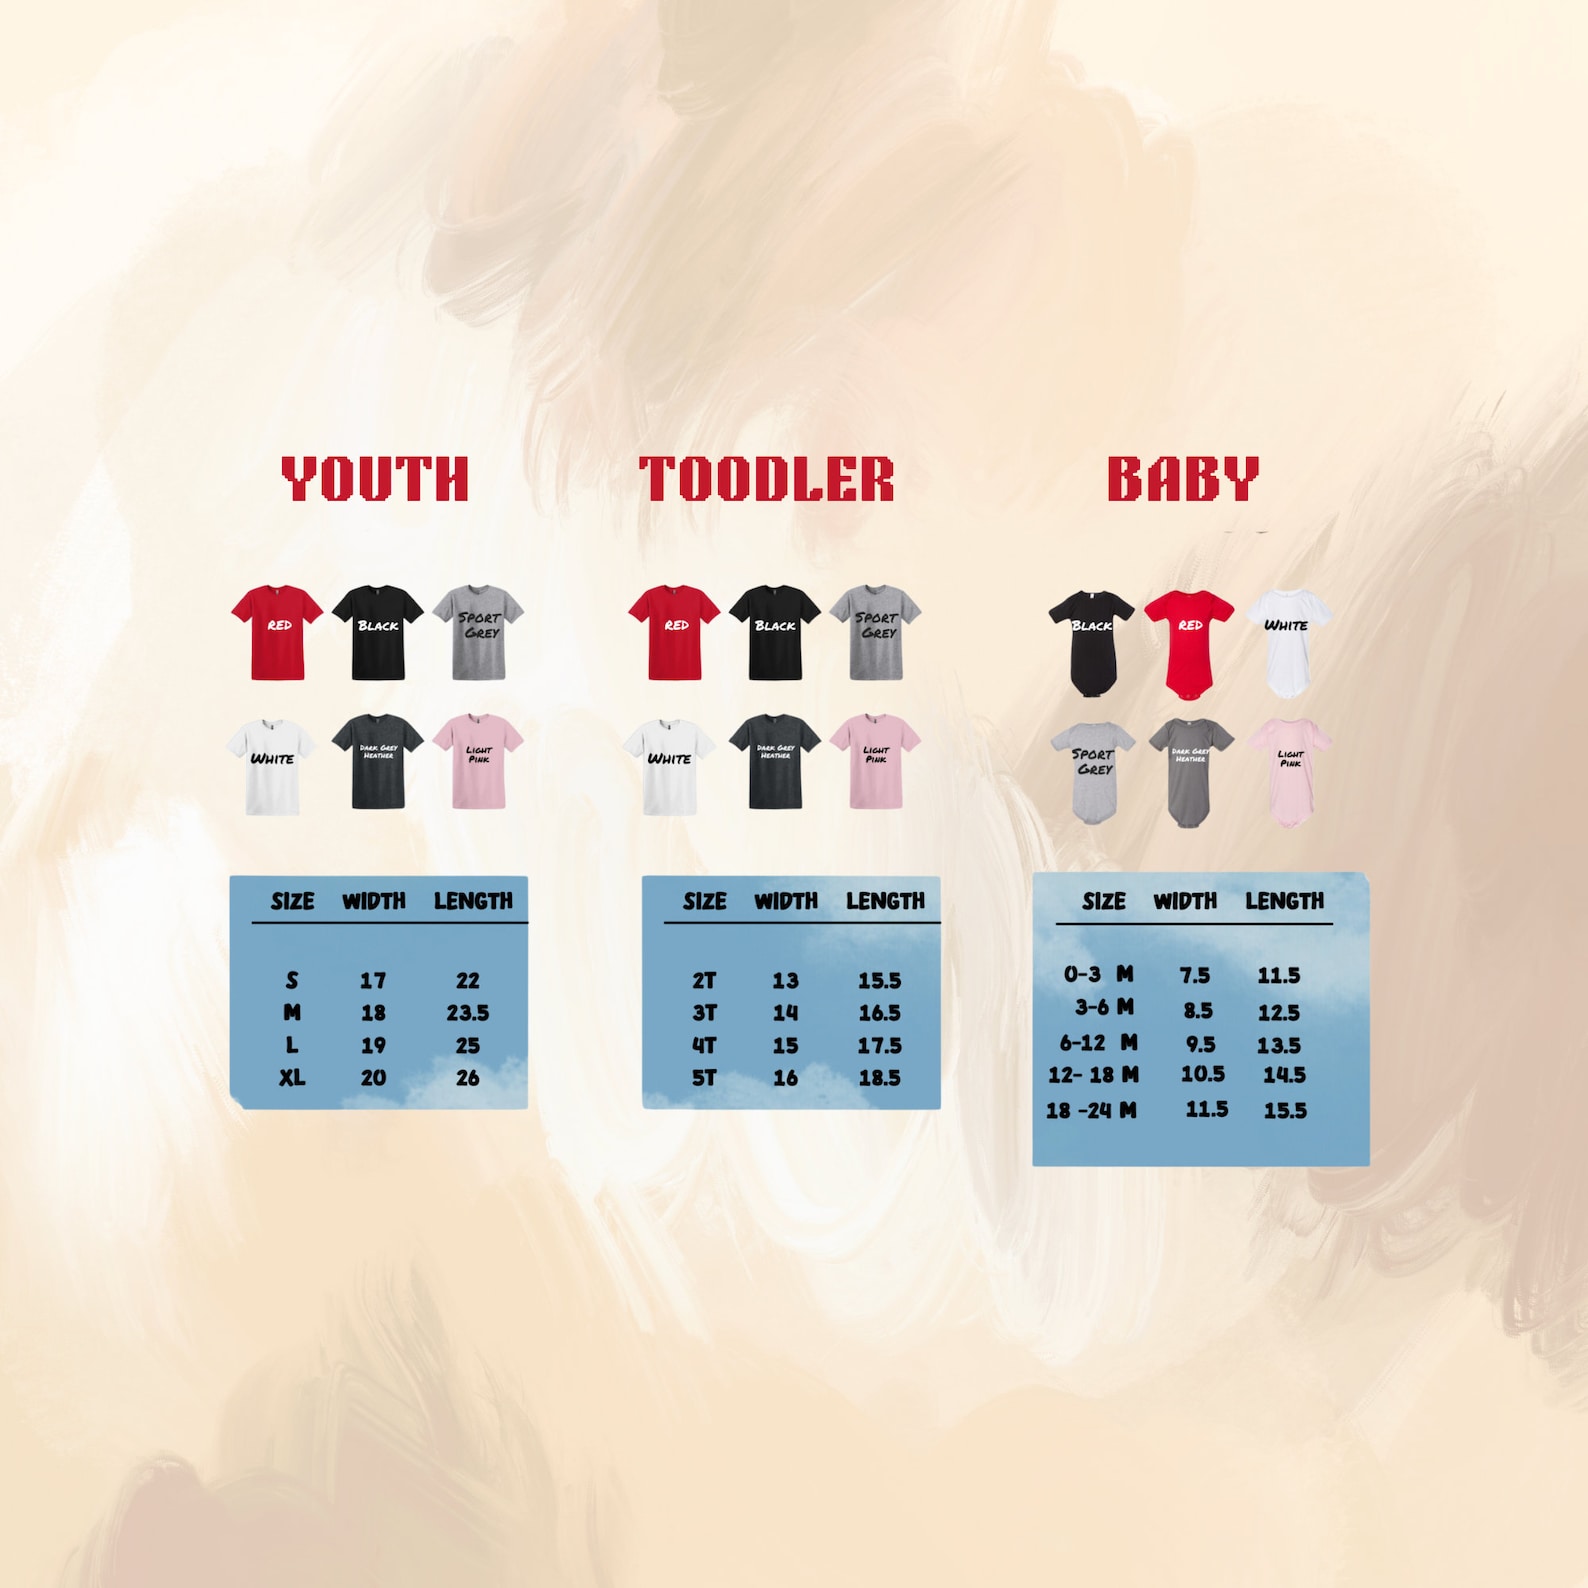 YOUTH
RED
BLACK
SPORT
GREY
WHITE
DARK GREY
HEATHER
LIGHT
PINK
SIZE WIDTH LENGTH
S 17 22
M 18 23.5
L 19 25
XL 20 26
TOODLER
RED
BLACK
SPORT
GREY
WHITE
DARK GREY
HEATHER
LIGHT
PINK
SIZE WIDTH LENGTH
2T 13 15.5
3T 14 16.5
4T 15 17.5
5T 16 18.5
BABY
BLACK
RED
WHITE
SPORT
GREY
DARK GREY
HEATHER
LIGHT
PINK
SIZE WIDTH LENGTH
0-3 M 7.5 11.5
3-6 M 8.5 12.5
6-12 M 9.5 13.5
12- 18 M 10.5 14.5
18 -24 M 11.5 15.5